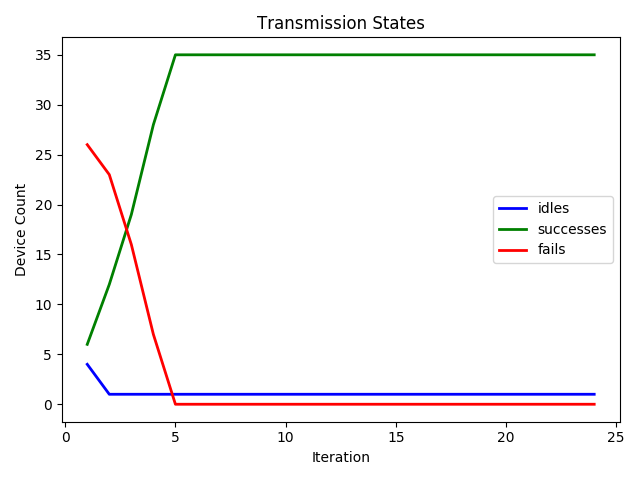 Transmission States
Device Count
35
30
25
20
15
10
5
0
idles
successes
fails
0 5 10 15 20 25
Iteration